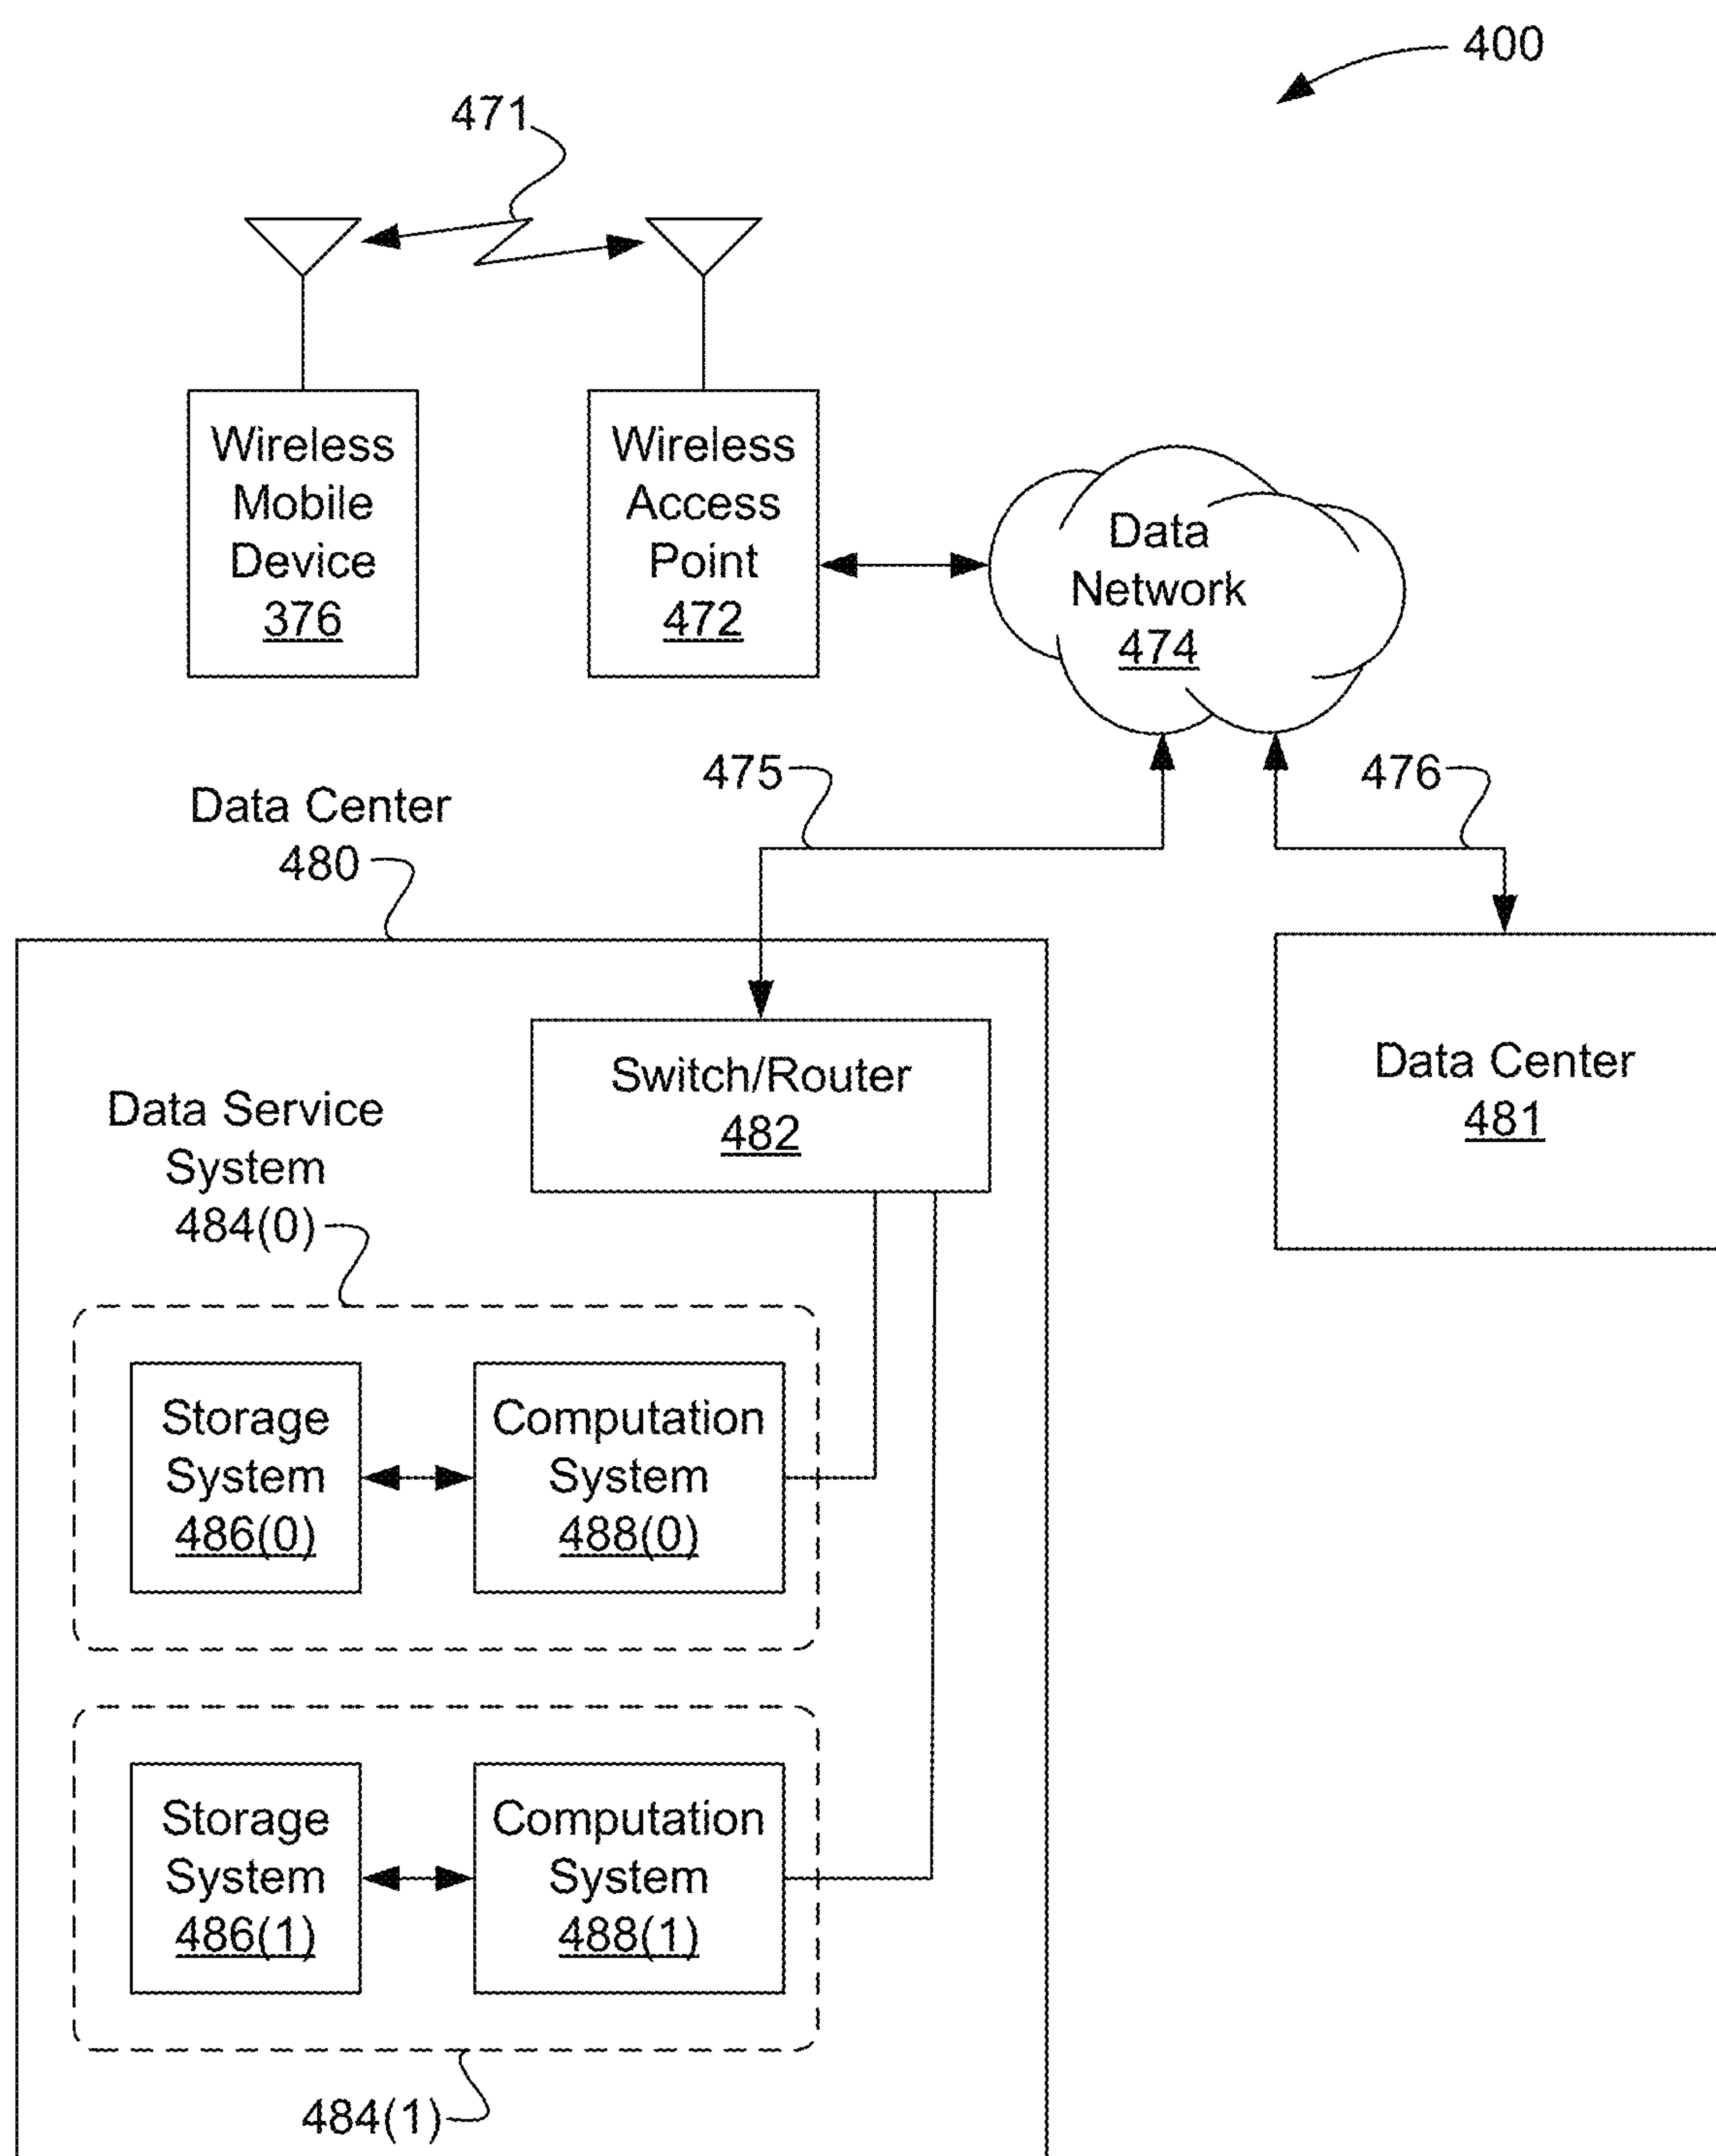 400
471
Wireless
Mobile
Device
376
Wireless
Access
Point
472
Data
Network
474
475
476
Data Center
480
Switch/Router
482
Data Center
481
Data Service
System
484(0)
Storage
System
486(0)
Computation
System
488(0)
Storage
System
486(1)
Computation
System
488(1)
484(1)